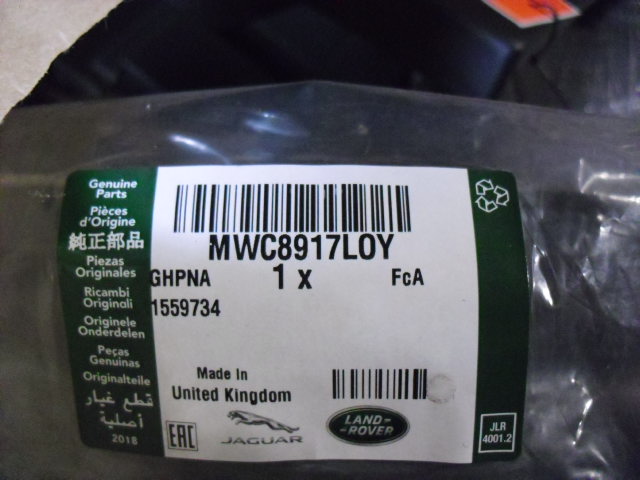 Genuine
Parts
Pièces
d'Origine
純正部品
Piezas
Originales
Ricambi
Originali
Originele
Onderdelen
Peças
Genuinas
Originalteile
قطع غيار
أصلية
2018
MWC8917LOY
GHPNA 1 x FcA
1559734
Made In
United Kingdom
EAC
JAGUAR
LAND-
-ROVER
JLR
4001.2